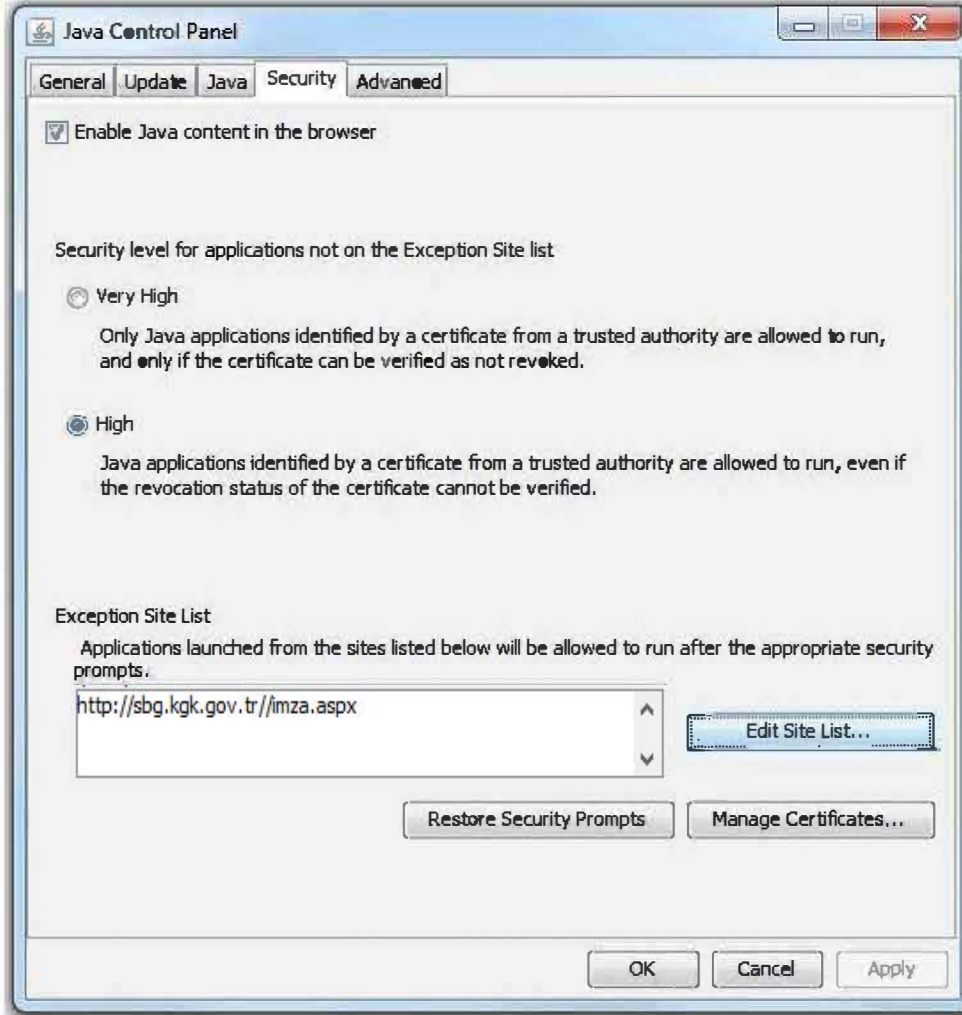 Java Control Panel
General Update Java Security Advanced
Enable Java content in the browser
Security level for applications not on the Exception Site list
Very High
Only Java applications identified by a certificate from a trusted authority are allowed to run,
and only if the certificate can be verified as not revoked.
High
Java applications identified by a certificate from a trusted authority are allowed to run, even if
the revocation status of the certificate cannot be verified.
Exception Site List
Applications launched from the sites listed below will be allowed to run after the appropriate security
prompts.
http://sbg.kgk.gov.tr//imza.aspx
Edit Site List...
Restore Security Prompts Manage Certificates...
OK Cancel Apply